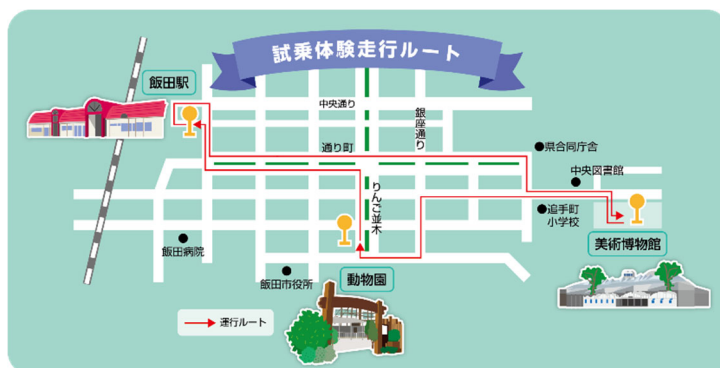 試乗体験走行ルート
飯田駅
中央通り
銀座通り
通り町
県合同庁舎
中央図書館
りんご並木
追手町
小学校
美術博物館
飯田病院
飯田市役所
動物園
運行ルート